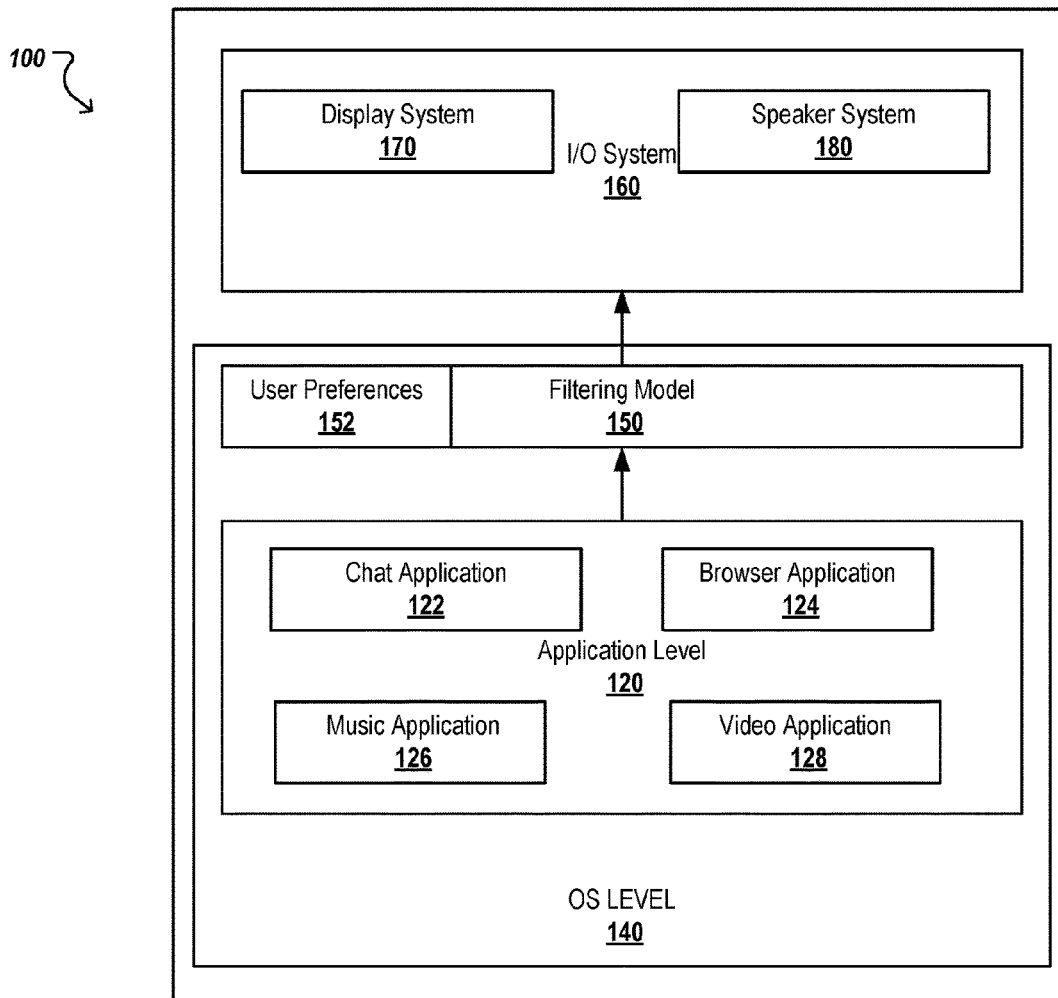 100
Display System
170
Speaker System
180
I/O System
160
User Preferences
152
Filtering Model
150
Chat Application
122
Browser Application
124
Application Level
120
Music Application
126
Video Application
128
OS LEVEL
140